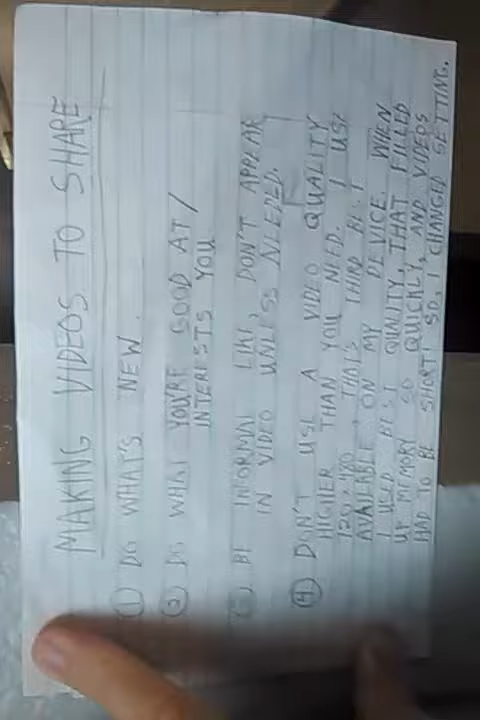 MAKING VIDEOS TO SHARE
① DO WHAT'S NEW.
② DO WHAT YOU'RE GOOD AT/
INTERESTS YOU
③ BE INFORMAL LIKE, DON'T APPEAR
IN VIDEO UNLESS NEEDED.
④ DON'T USE A VIDEO QUALITY
HIGHER THAN YOU NEED. I USE
720×480. THAT'S THIRD BEST
AVAILABLE ON MY DEVICE. WHEN
I USED BEST QUALITY, THAT FILLED
UP MEMORY SO QUICKLY, AND VIDEOS
HAD TO BE SHORT. SO, I CHANGED SETTING.